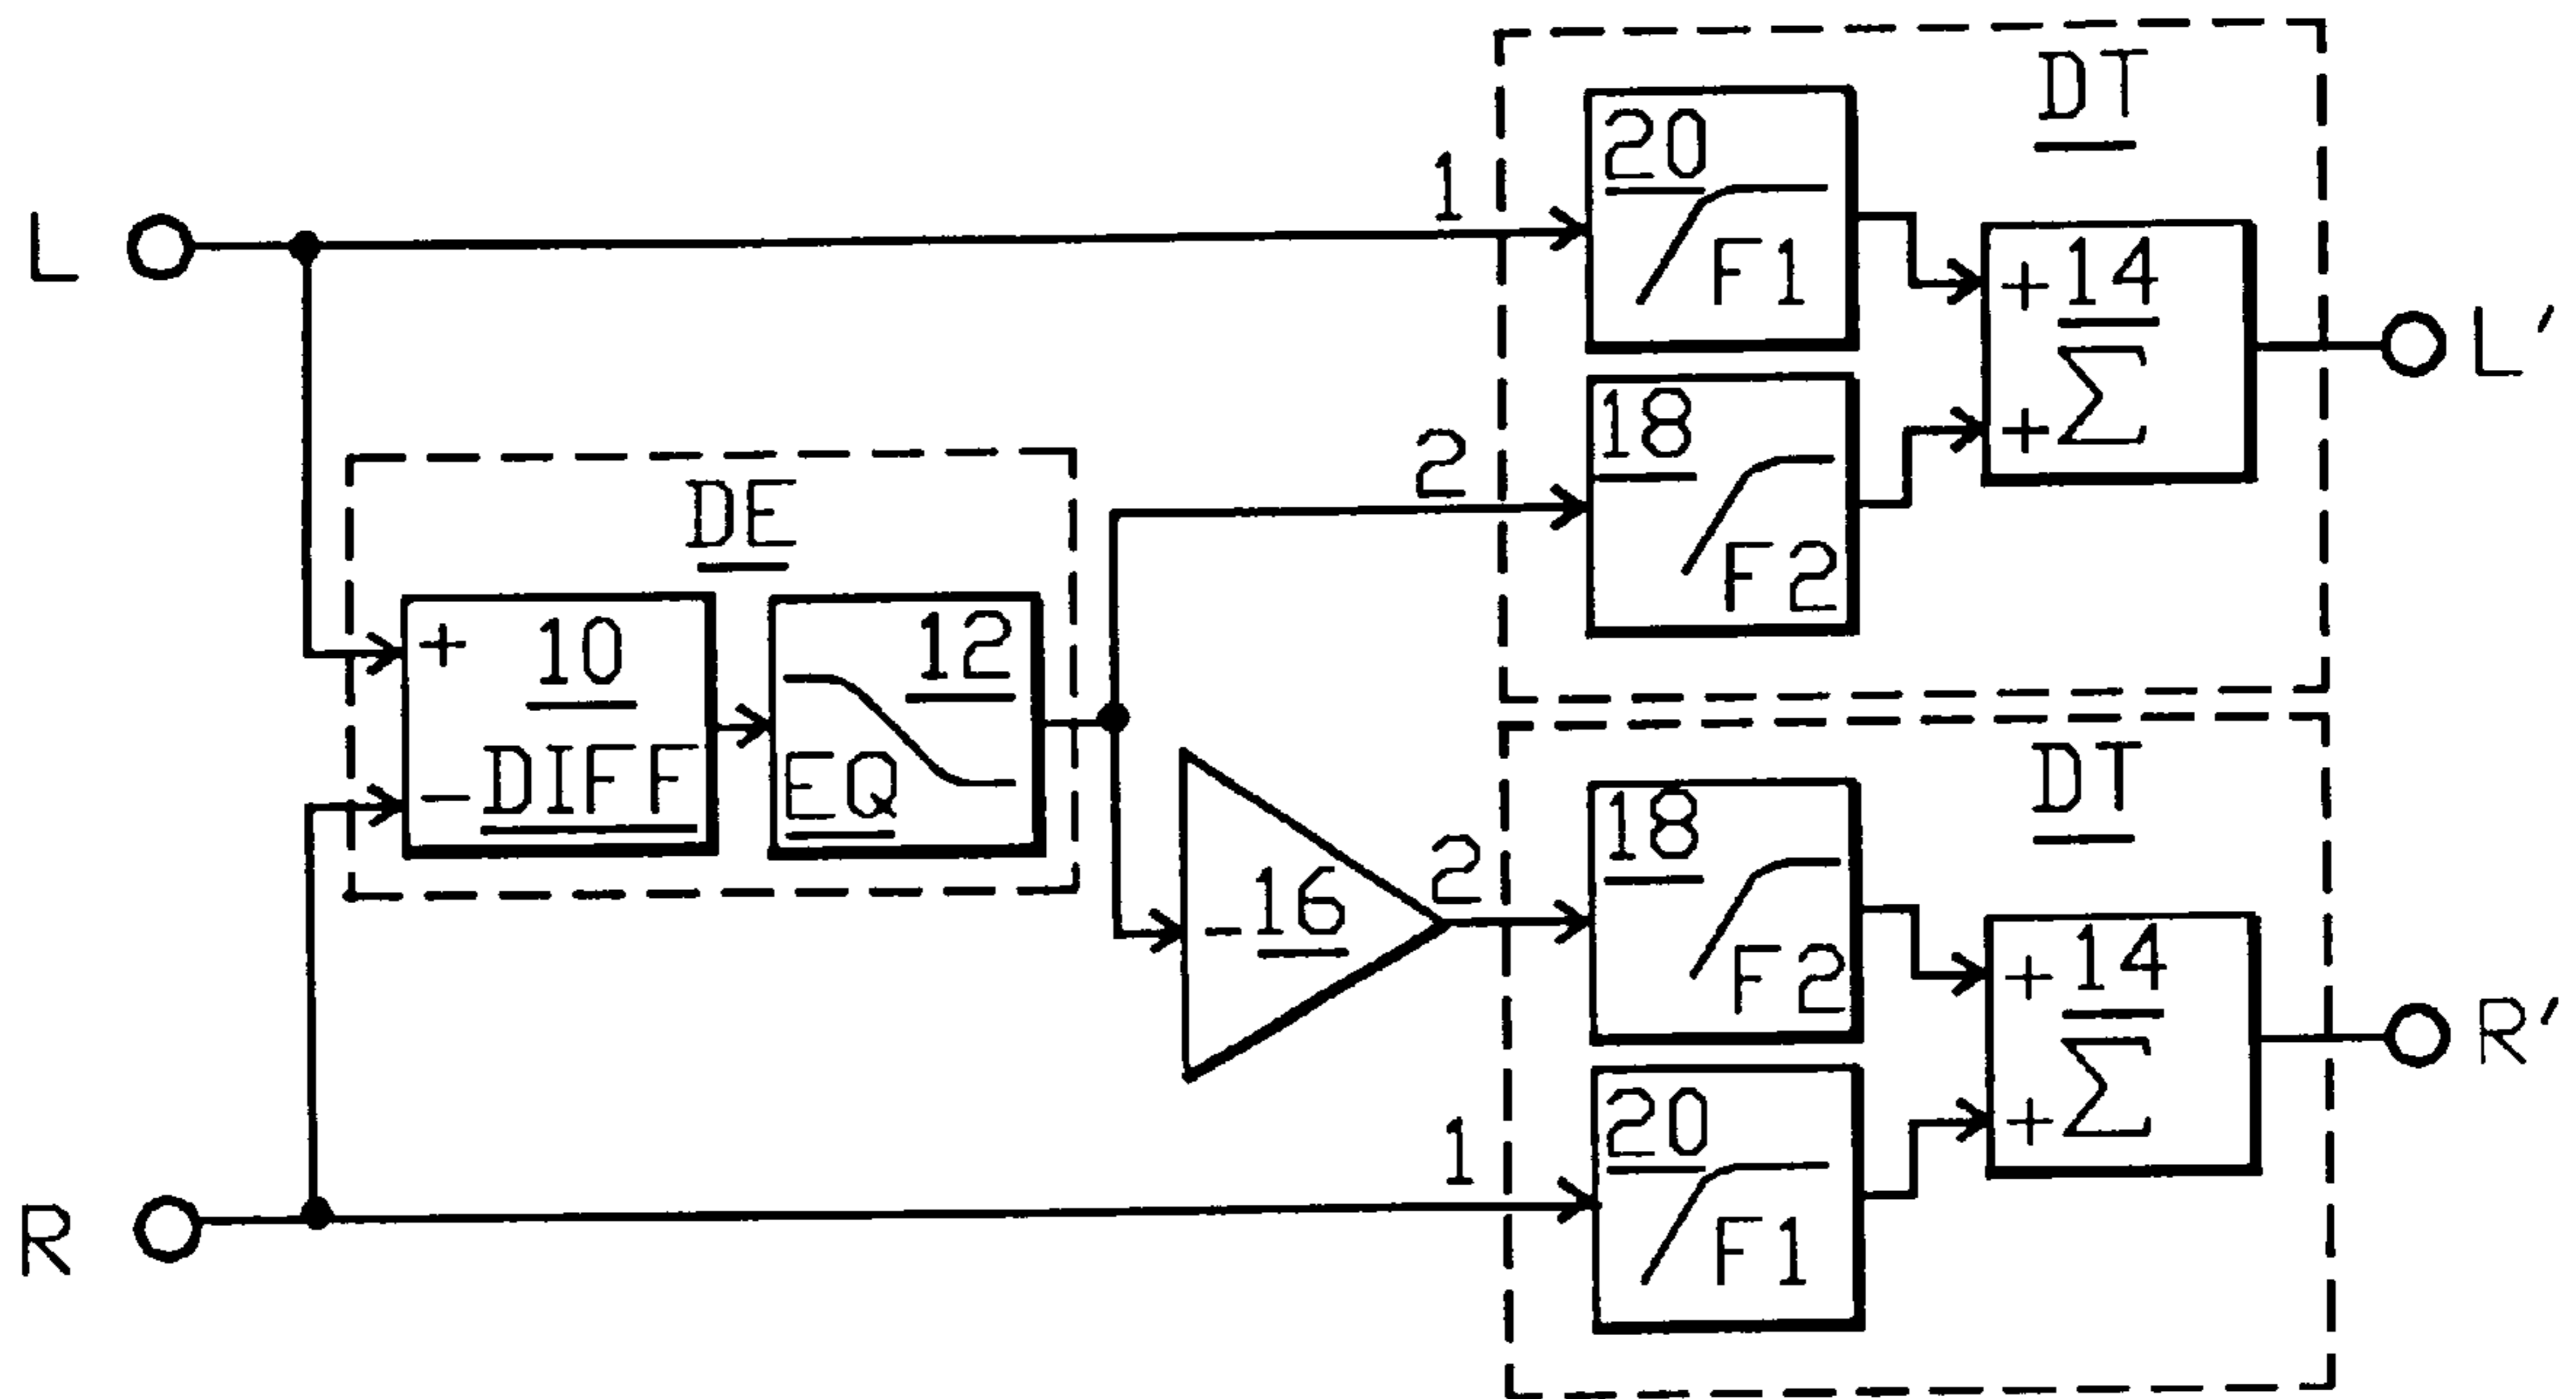 DT
20
1
F1
L
+ 14
L'
Σ
+
18
2
F2
DE
+ 10
12
- DIFF
EQ
DT
18
2
- 16
F2
+ 14
R'
Σ
+
20
1
F1
R